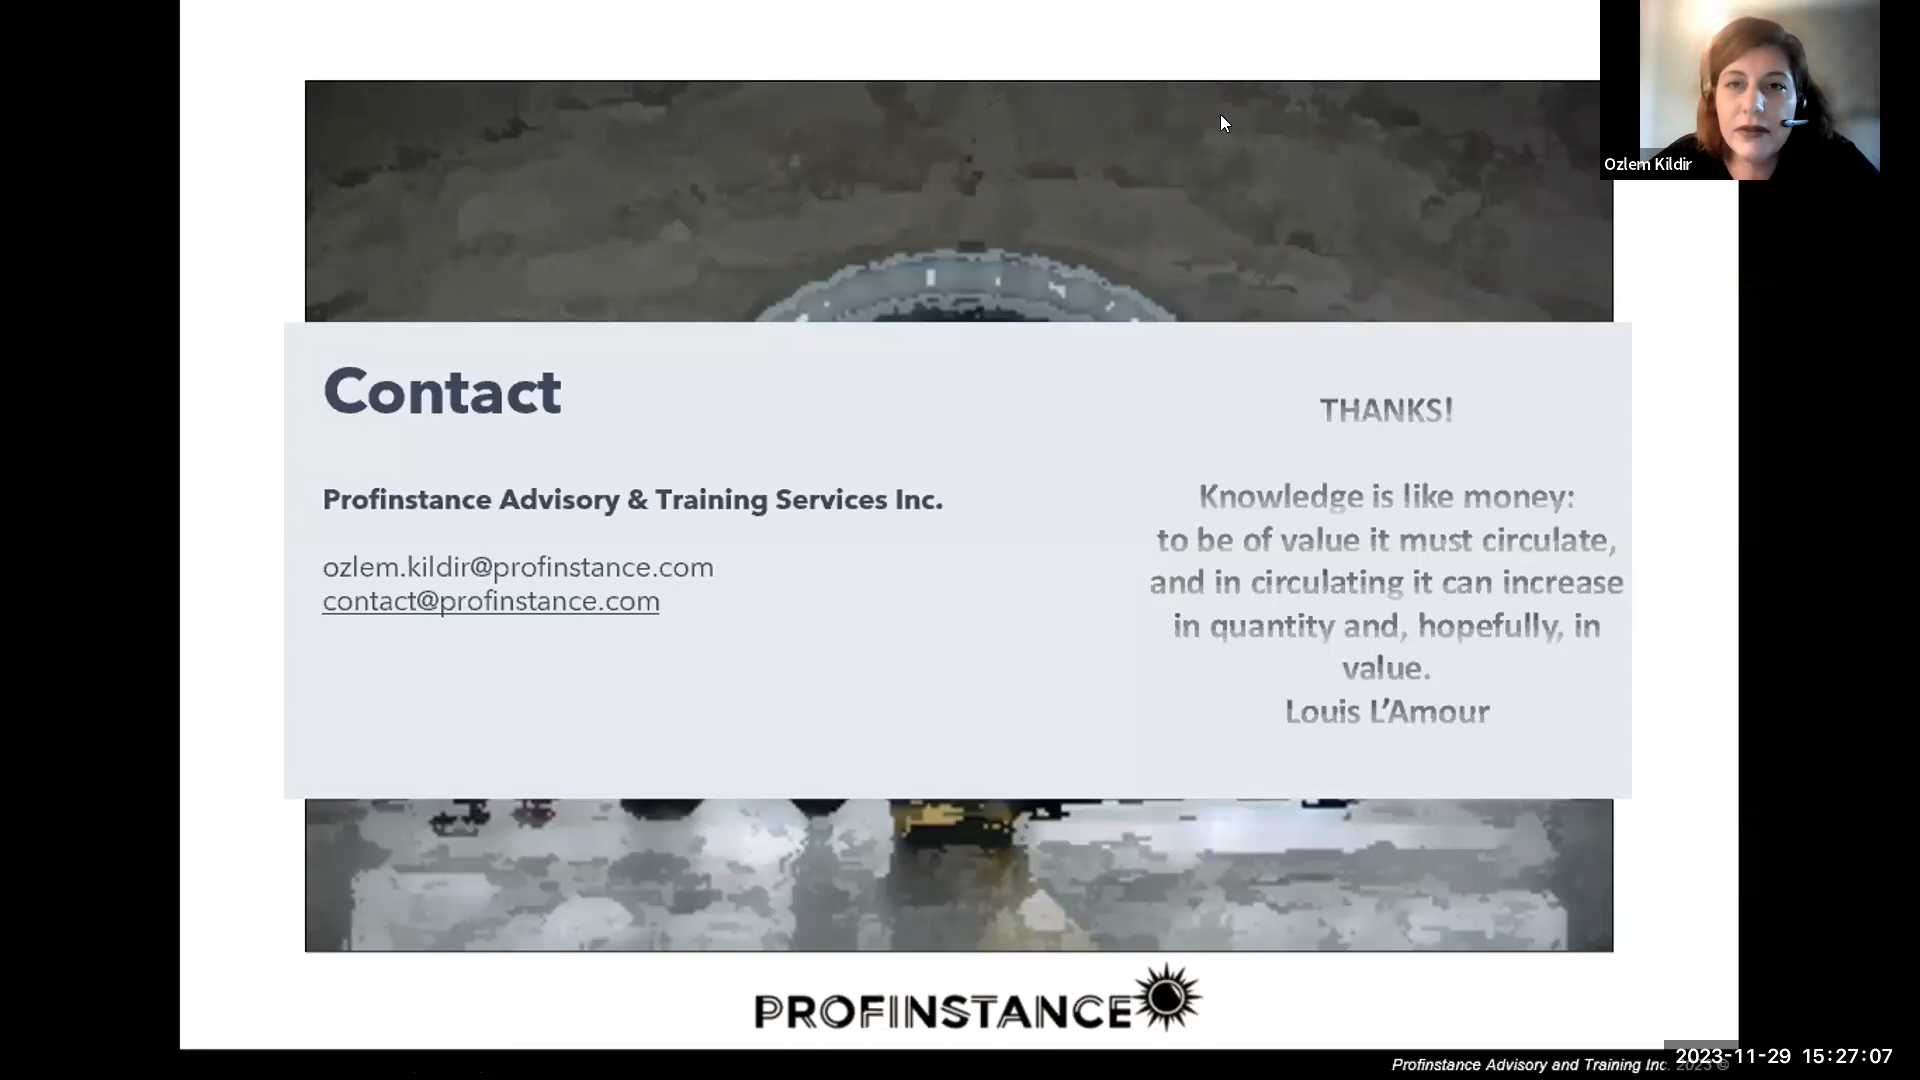 Ozlem Kildir
Contact
Profinstance Advisory & Training Services Inc.
ozlem.kildir@profinstance.com
contact@profinstance.com
THANKS!
Knowledge is like money:
to be of value it must circulate,
and in circulating it can increase
in quantity and, hopefully, in
value.
Louis L’Amour
PROFINSTANCE
Profinstance Advisory and Training Inc. 2023 ©
2023-11-29 15:27:07